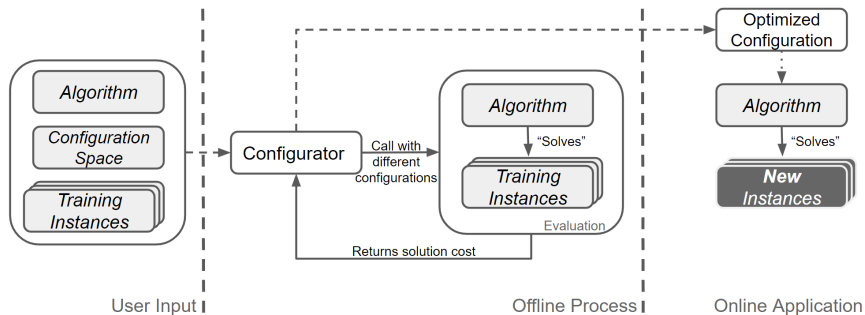 Algorithm
Configuration
Space
Training
Instances
User Input
Configurator
Call with
different
configurations
Algorithm
“Solves”
Training
Instances
Evaluation
Returns solution cost
Offline Process
Optimized
Configuration
Algorithm
“Solves”
New
Instances
Online Application